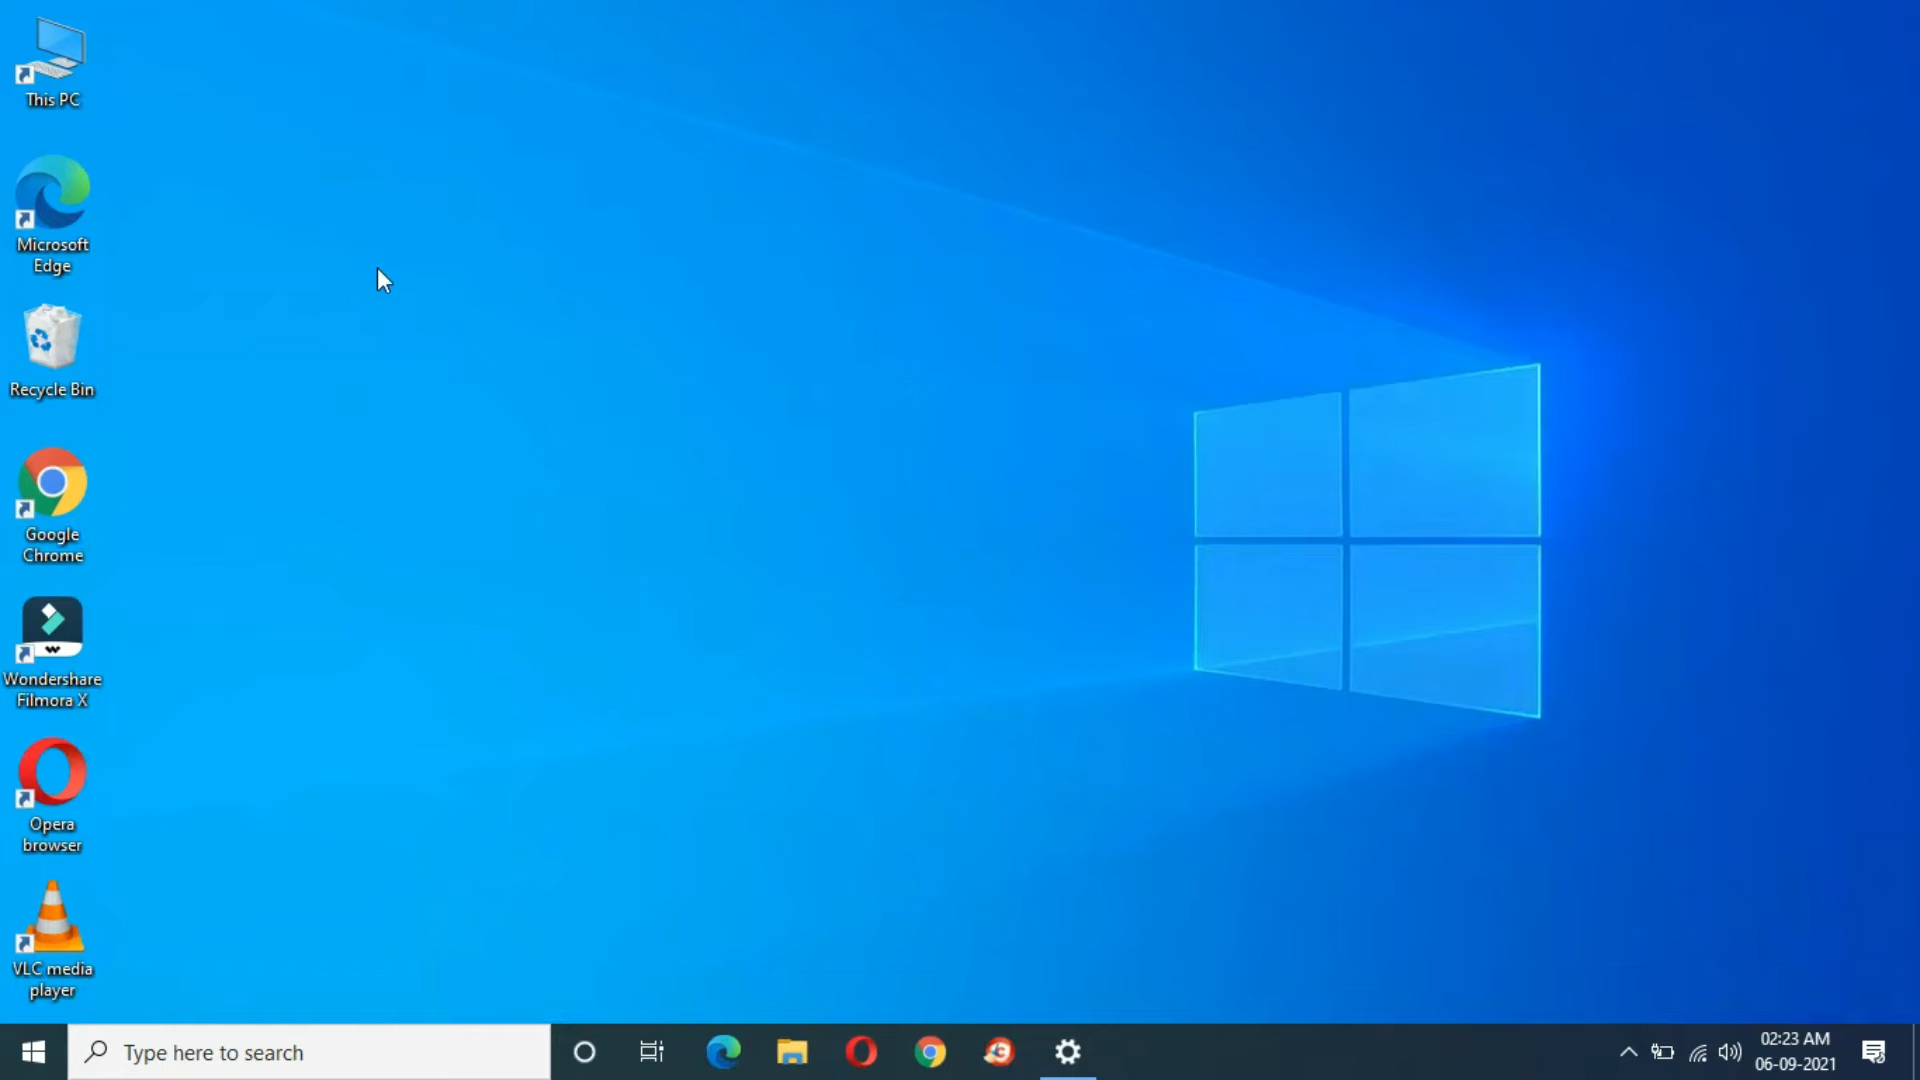 This PC
Microsoft
Edge
Recycle Bin
Google
Chrome
Wondershare
Filmora X
Opera
browser
VLC media
player
Type here to search
02:23 AM
06-09-2021